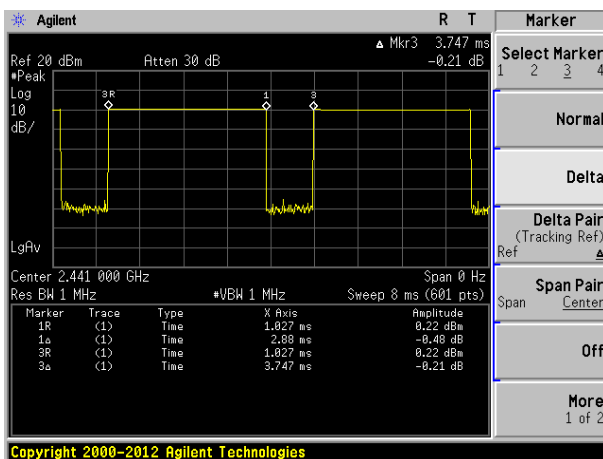 Agilent R T Marker
Δ Mkr3 3.747 ms
Ref 20 dBm Atten 30 dB -0.21 dB
#Peak
Log
10
dB/
3R 1 3
LgAv
Center 2.441 000 GHz Span 0 Hz
Res BW 1 MHz #VBW 1 MHz Sweep 8 ms (601 pts)
Marker Trace Type X Axis Amplitude
1R (1) Time 1.027 ms 0.22 dBm
1Δ (1) Time 2.88 ms -0.48 dB
3R (1) Time 1.027 ms 0.22 dBm
3Δ (1) Time 3.747 ms -0.21 dB
Select Marker
1 2 3 4
Normal
Delta
Delta Pair
(Tracking Ref)
Ref Δ
Span Pair
Span Center
Off
More
1 of 2
Copyright 2000-2012 Agilent Technologies